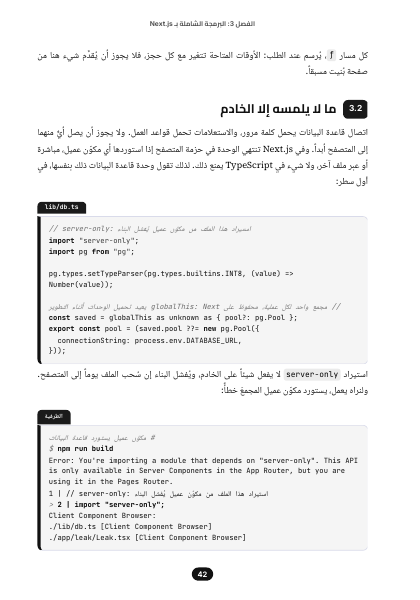 الفصل 3: البرمجة الشاملة بـ Next.js
كل مسار f، يُرسم عند الطلب: الأوقات المتاحة تتغير مع كل حجز، فلا يجوز أن يُقدَّم شيء هنا من
صفحة بُنيت مسبقاً.
3.2 ما لا يلمسه إلا الخادم
اتصال قاعدة البيانات يحمل كلمة مرور، والاستعلامات تحمل قواعد العمل. ولا يجوز أن يصل أيٌّ منهما
إلى المتصفح أبداً. وفي Next.js تنتهي الوحدة في حزمة المتصفح إذا استوردها أي مكوّن عميل، مباشرة
أو عبر ملف آخر، ولا شيء في TypeScript يمنع ذلك. لذلك تقول وحدة قاعدة البيانات ذلك بنفسها، في
أول سطر:
lib/db.ts
// server-only: استيراد هذا الملف من مكوّن عميل يُفشل البناء
import "server-only";
import pg from "pg";
pg.types.setTypeParser(pg.types.builtins.INT8, (value) =>
Number(value));
// مجمع واحد لكل عملية، محفوظ على globalThis: Next يعيد تحميل الوحدات أثناء التطوير
const saved = globalThis as unknown as { pool?: pg.Pool };
export const pool = (saved.pool ??= new pg.Pool({
connectionString: process.env.DATABASE_URL,
}));
استيراد server-only لا يفعل شيئاً على الخادم، ويُفشل البناء إن سُحب الملف يوماً إلى المتصفح.
ولنراه يعمل، يستورد مكوّن عميل المجمعَ خطأً:
الطرفية
# مكوّن عميل يستورد قاعدة البيانات
$ npm run build
Error: You're importing a module that depends on "server-only". This API
is only available in Server Components in the App Router, but you are
using it in the Pages Router.
1 | // server-only: استيراد هذا الملف من مكوّن عميل يُفشل البناء
> 2 | import "server-only";
Client Component Browser:
./lib/db.ts [Client Component Browser]
./app/leak/Leak.tsx [Client Component Browser]
42